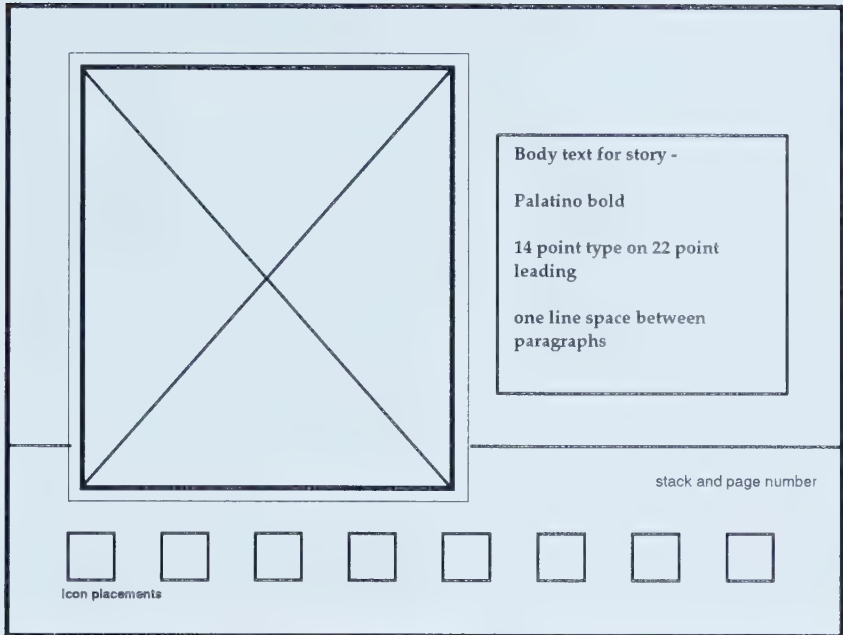 Body text for story -
Palatino bold
14 point type on 22 point
leading
one line space between
paragraphs
stack and page number
Icon placements